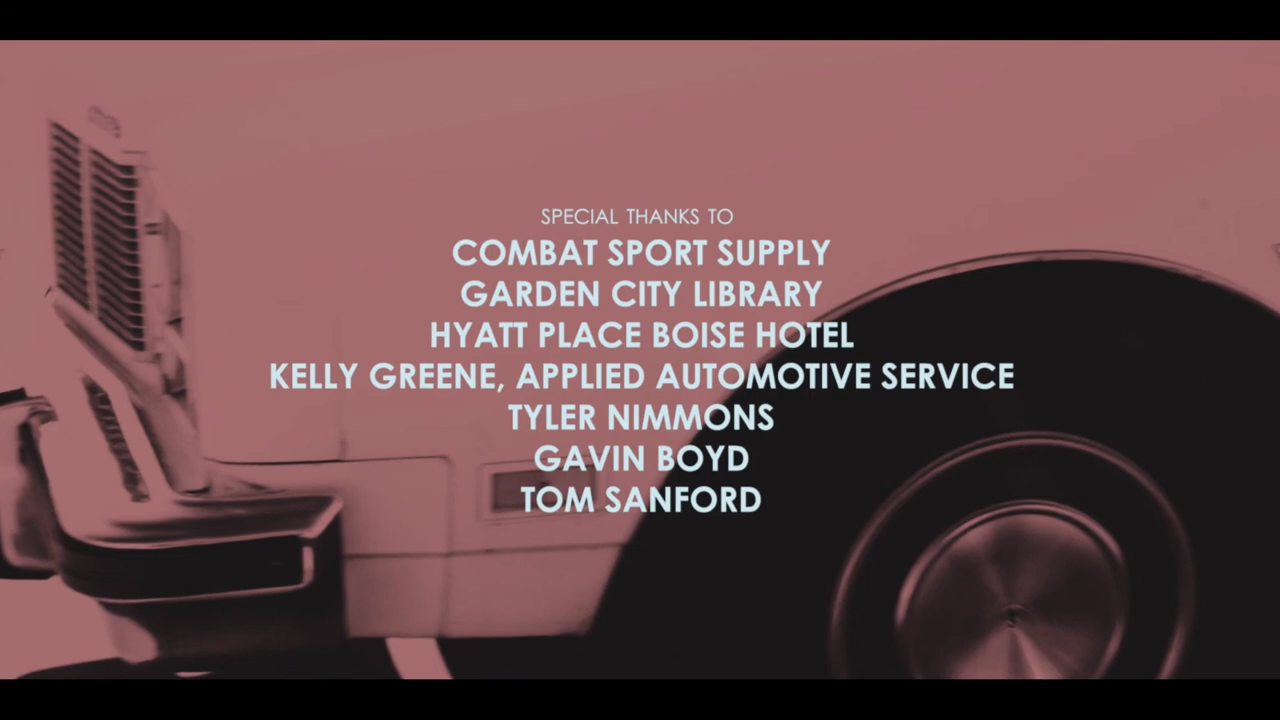 SPECIAL THANKS TO
COMBAT SPORT SUPPLY
GARDEN CITY LIBRARY
HYATT PLACE BOISE HOTEL
KELLY GREENE, APPLIED AUTOMOTIVE SERVICE
TYLER NIMMONS
GAVIN BOYD
TOM SANFORD